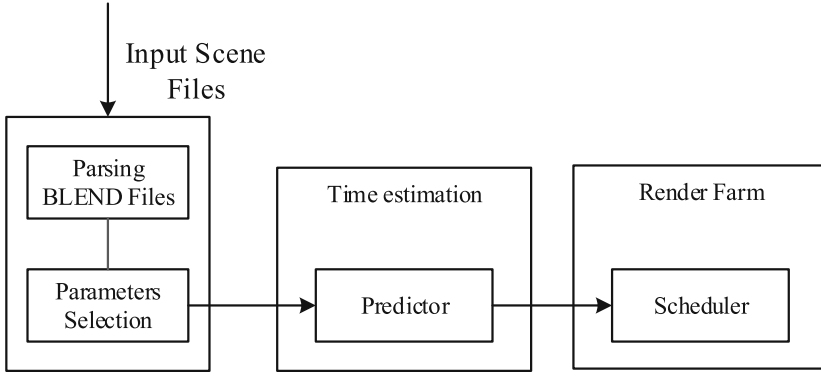 Input Scene
Files
Parsing
BLEND Files
Parameters
Selection
Time estimation
Predictor
Render Farm
Scheduler